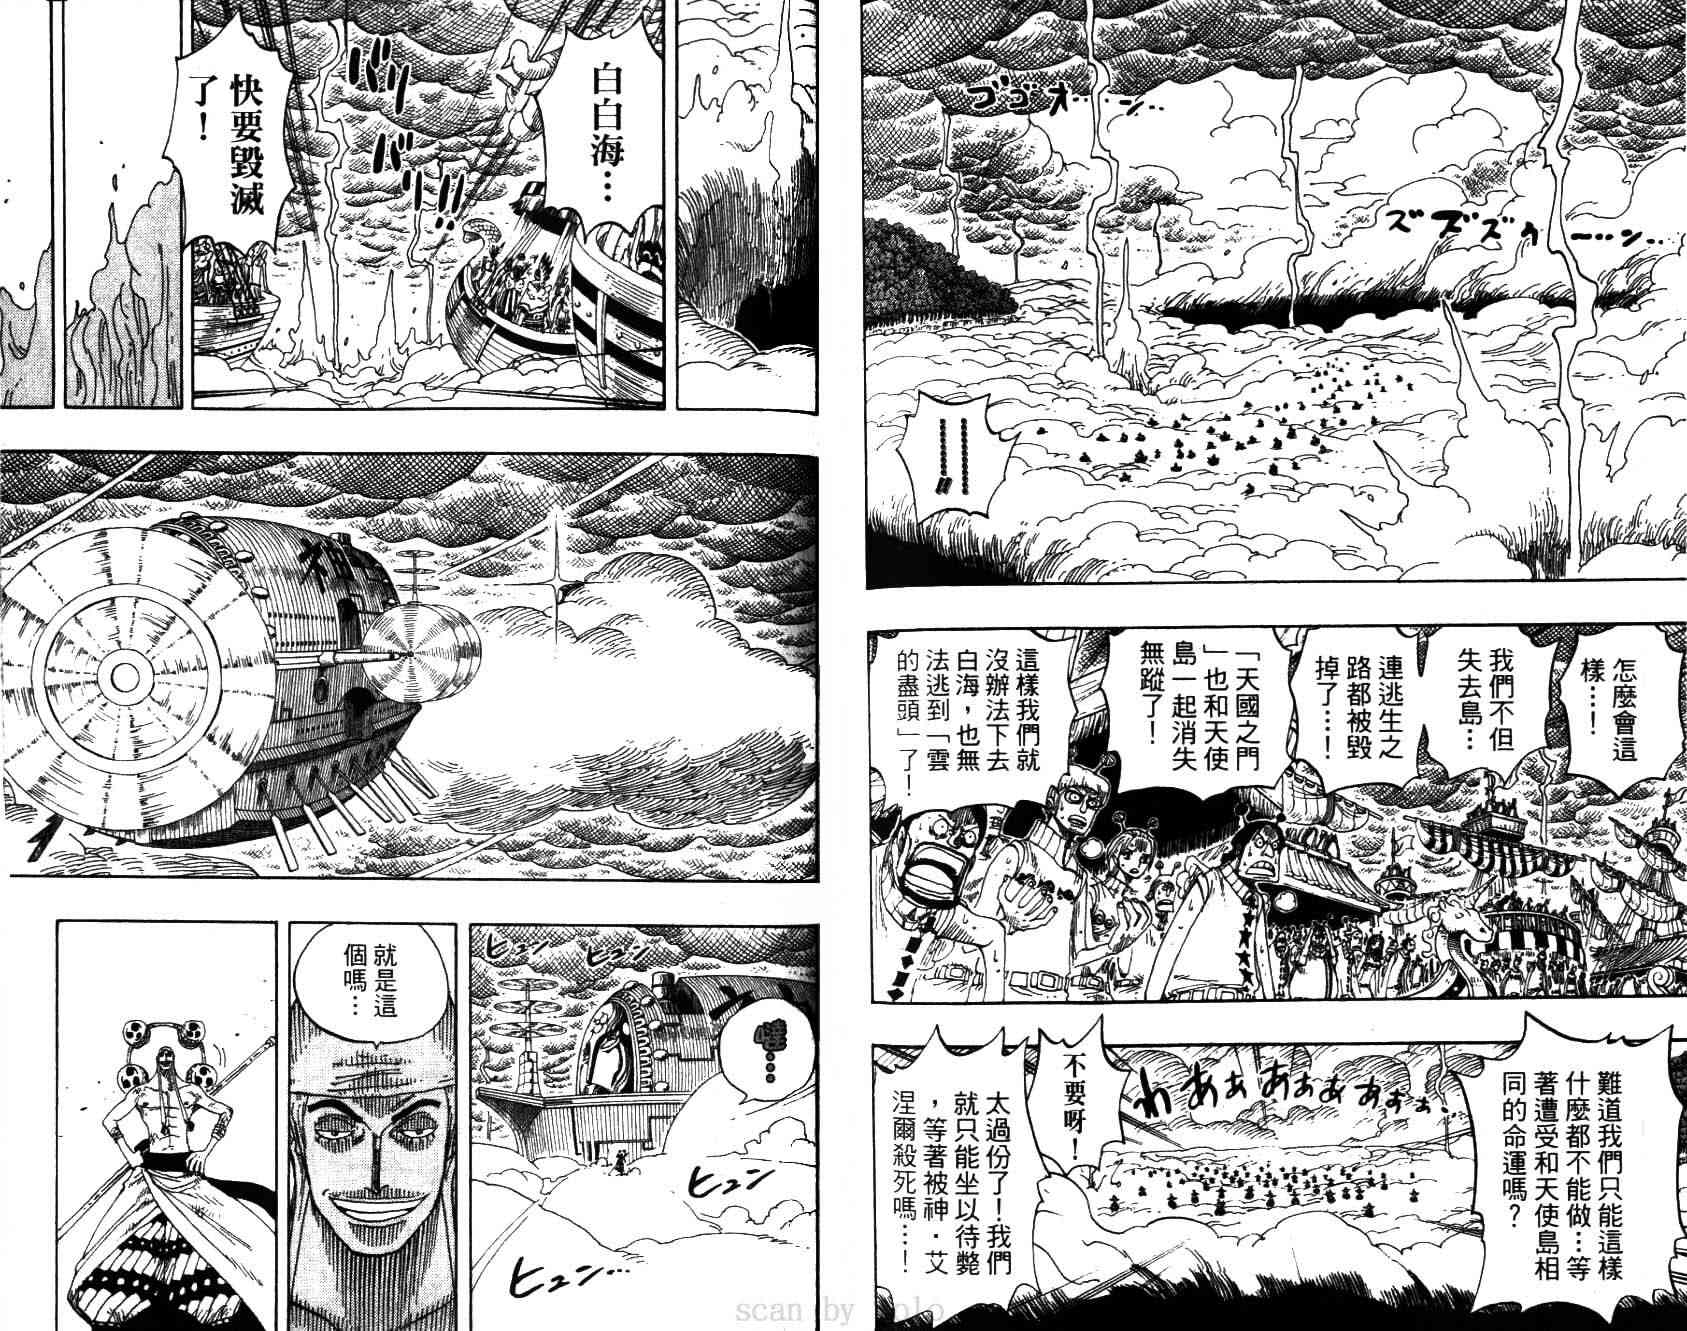 ゴゴゴオ…ン…
ズズズゥ……ン…
…………………!!
怎麼會這
樣…！
我們不但
失去島…
連逃生之
路都被毀
掉了…！
「天國之門
」也和天使
島一起消失
無蹤了！
這樣我們就
沒辦法下去
白海，也無
法逃到「雲
的盡頭」了！
難道我們只能這樣
什麼都不能做…等
著遭受和天使島相
同的命運嗎？
わああああああああ
不要呀！
太過份了！我們
就只能坐以待斃
，等著被神．艾
涅爾殺死嗎…！
白白海…
バリ
バリ!!
快要毀滅
了！
神
ヒュン
ヒュン
噠……
ヒュン
ヒュン…
就是這
個嗎…
scan by